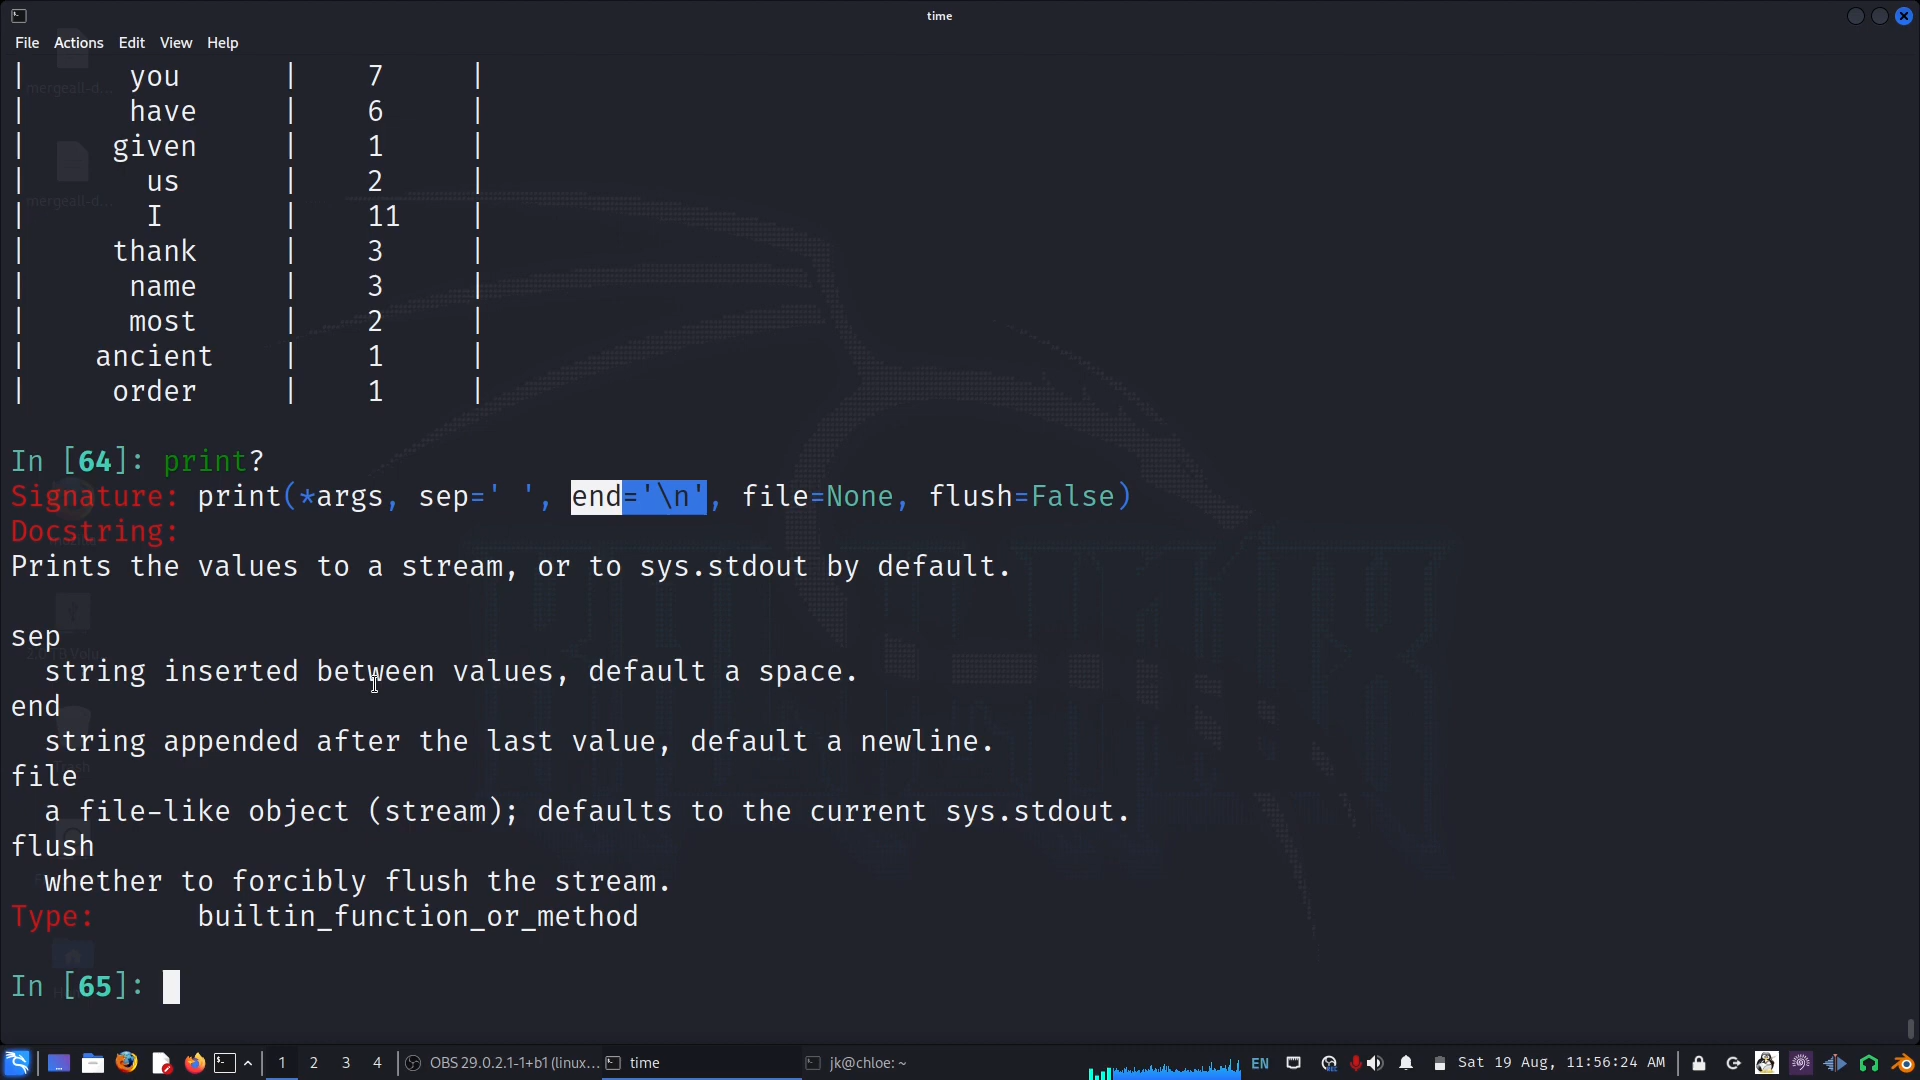 time
File Actions Edit View Help
| you | 7 |
| have | 6 |
| given | 1 |
| us | 2 |
| I | 11 |
| thank | 3 |
| name | 3 |
| most | 2 |
| ancient | 1 |
| order | 1 |
In [64]: print?
Signature: print(*args, sep=' ', end='\n', file=None, flush=False)
Docstring:
Prints the values to a stream, or to sys.stdout by default.
sep
string inserted between values, default a space.
end
string appended after the last value, default a newline.
file
a file-like object (stream); defaults to the current sys.stdout.
flush
whether to forcibly flush the stream.
Type: builtin_function_or_method
In [65]:
1 2 3 4 OBS 29.0.2.1-1+b1 (linux... time jk@chloe: ~ EN Sat 19 Aug, 11:56:24 AM